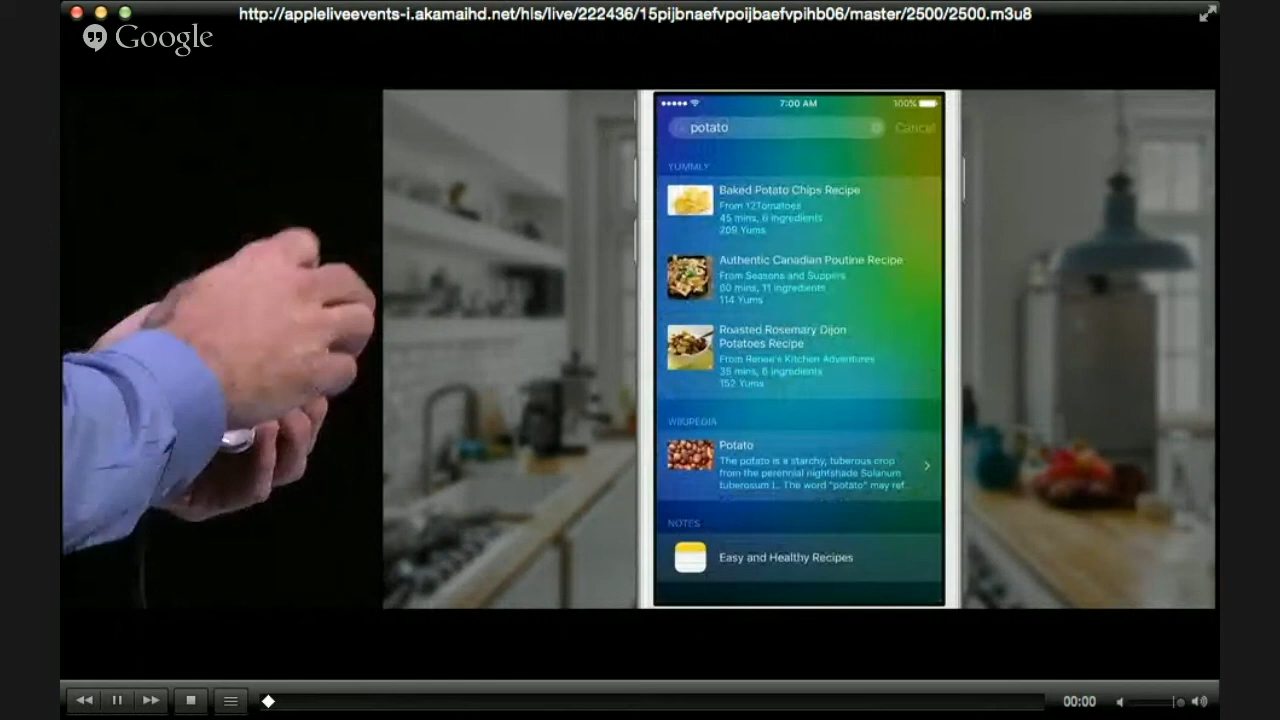 http://appleliveevents-i.akamaihd.net/hls/live/222436/15pijbnaefvpoijbaefvpihb06/master/2500/2500.m3u8
Google
7:00 AM
100%
potato
Cancel
YUMMLY
Baked Potato Chips Recipe
From 12Tomatoes
45 mins, 6 ingredients
209 Yums
Authentic Canadian Poutine Recipe
From Seasons and Suppers
60 mins, 11 ingredients
114 Yums
Roasted Rosemary Dijon
Potatoes Recipe
From Renee's Kitchen Adventures
35 mins, 6 ingredients
152 Yums
WIKIPEDIA
Potato
The potato is a starchy, tuberous crop
from the perennial nightshade Solanum
tuberosum L. The word "potato" may ref...
NOTES
Easy and Healthy Recipes
00:00